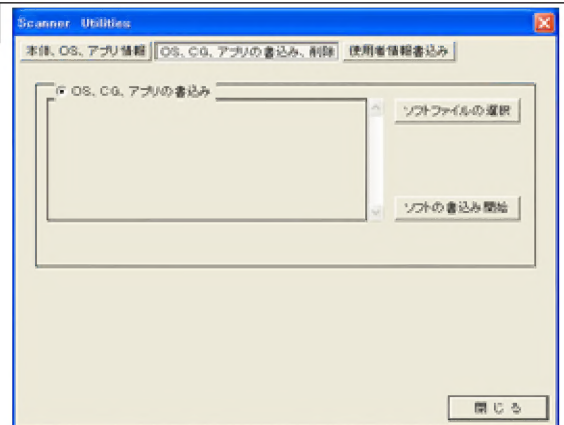 Scanner Utilities
本体、OS、アプリ情報 OS、CG、アプリの書込み、削除 使用者情報書込み
OS、CG、アプリの書込み
ソフトファイルの選択
ソフトの書込み開始
閉じる